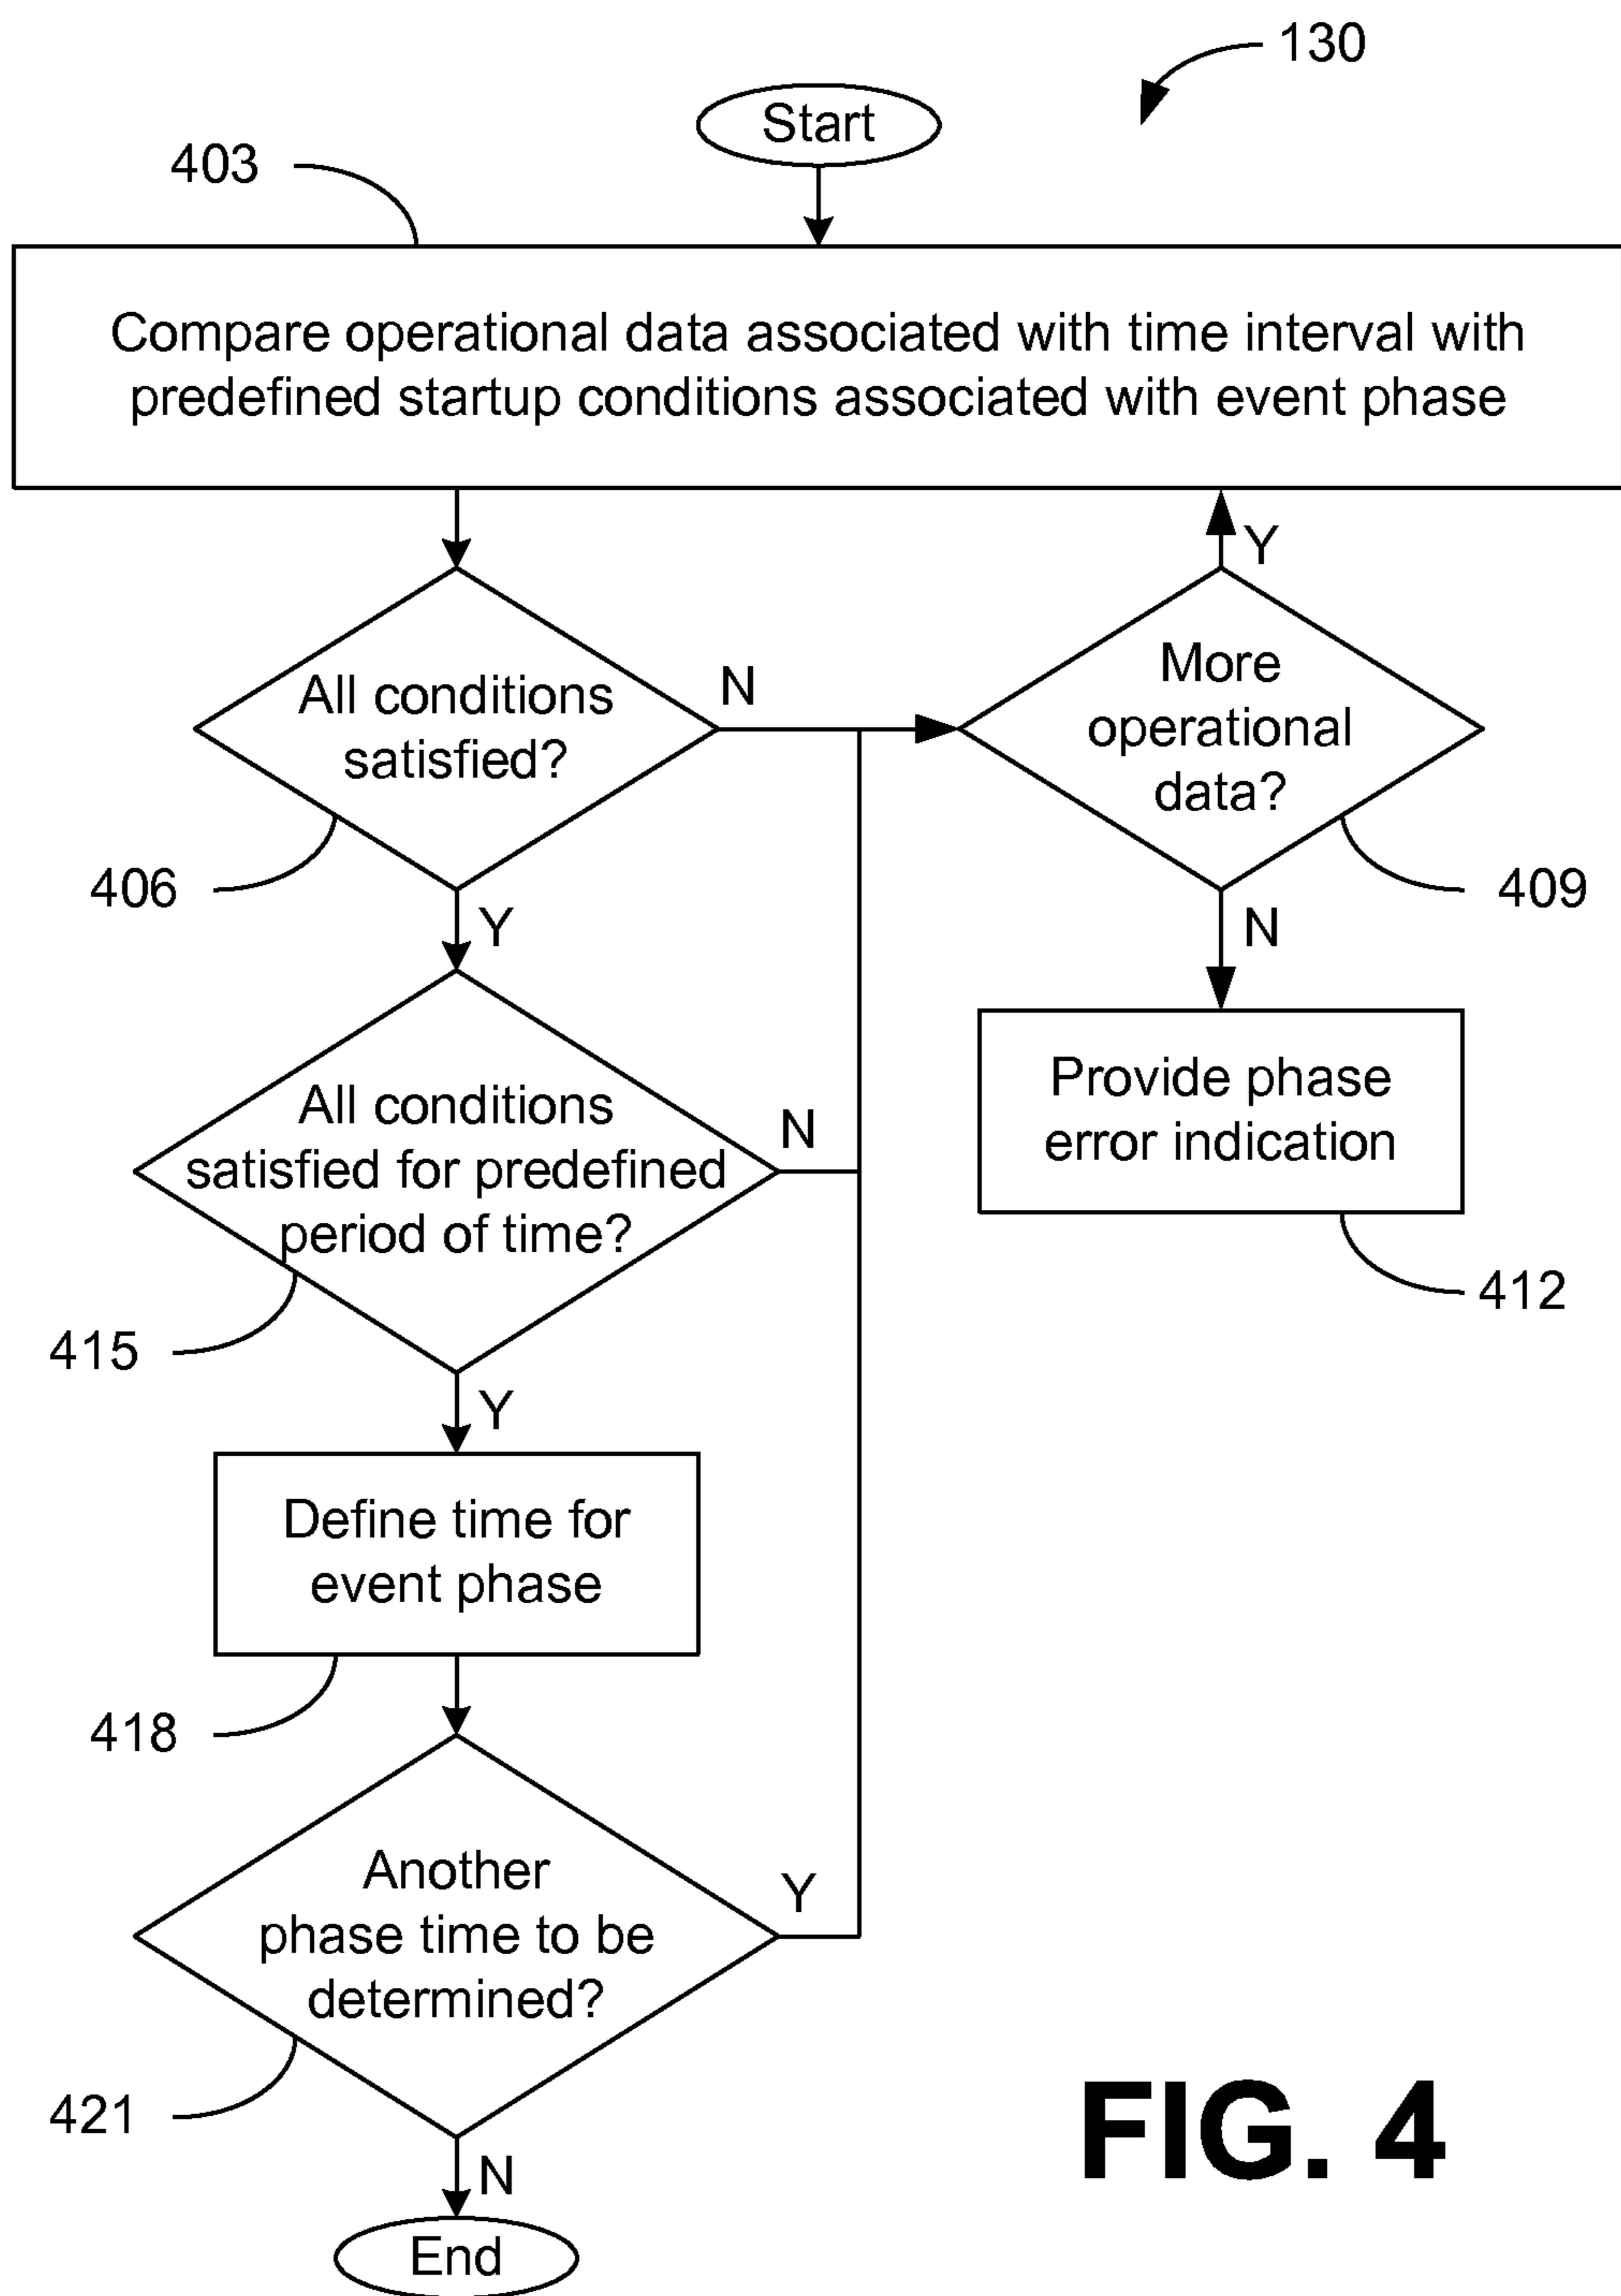 130
Start
403
Compare operational data associated with time interval with
predefined startup conditions associated with event phase
Y
All conditions
satisfied?
N
More
operational
data?
406
Y
409
N
All conditions
satisfied for predefined
period of time?
N
Provide phase
error indication
412
415
Y
Define time for
event phase
418
Another
phase time to be
determined?
Y
421
N
End
FIG. 4